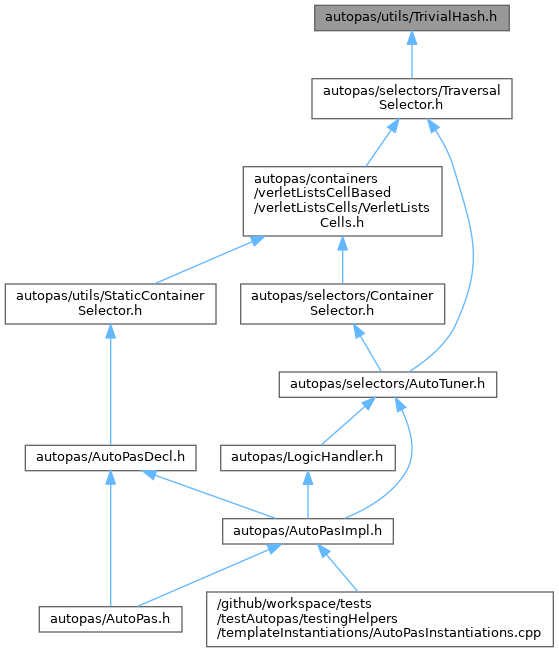 autopas/utils/TrivialHash.h
autopas/selectors/Traversal
Selector.h
autopas/containers
/verletListsCellBased
/verletListsCells/VerletLists
Cells.h
autopas/utils/StaticContainer
Selector.h
autopas/selectors/Container
Selector.h
autopas/selectors/AutoTuner.h
autopas/AutoPasDecl.h
autopas/LogicHandler.h
autopas/AutoPasImpl.h
autopas/AutoPas.h
/github/workspace/tests
/testAutopas/testingHelpers
/templateInstantiations/AutoPasInstantiations.cpp